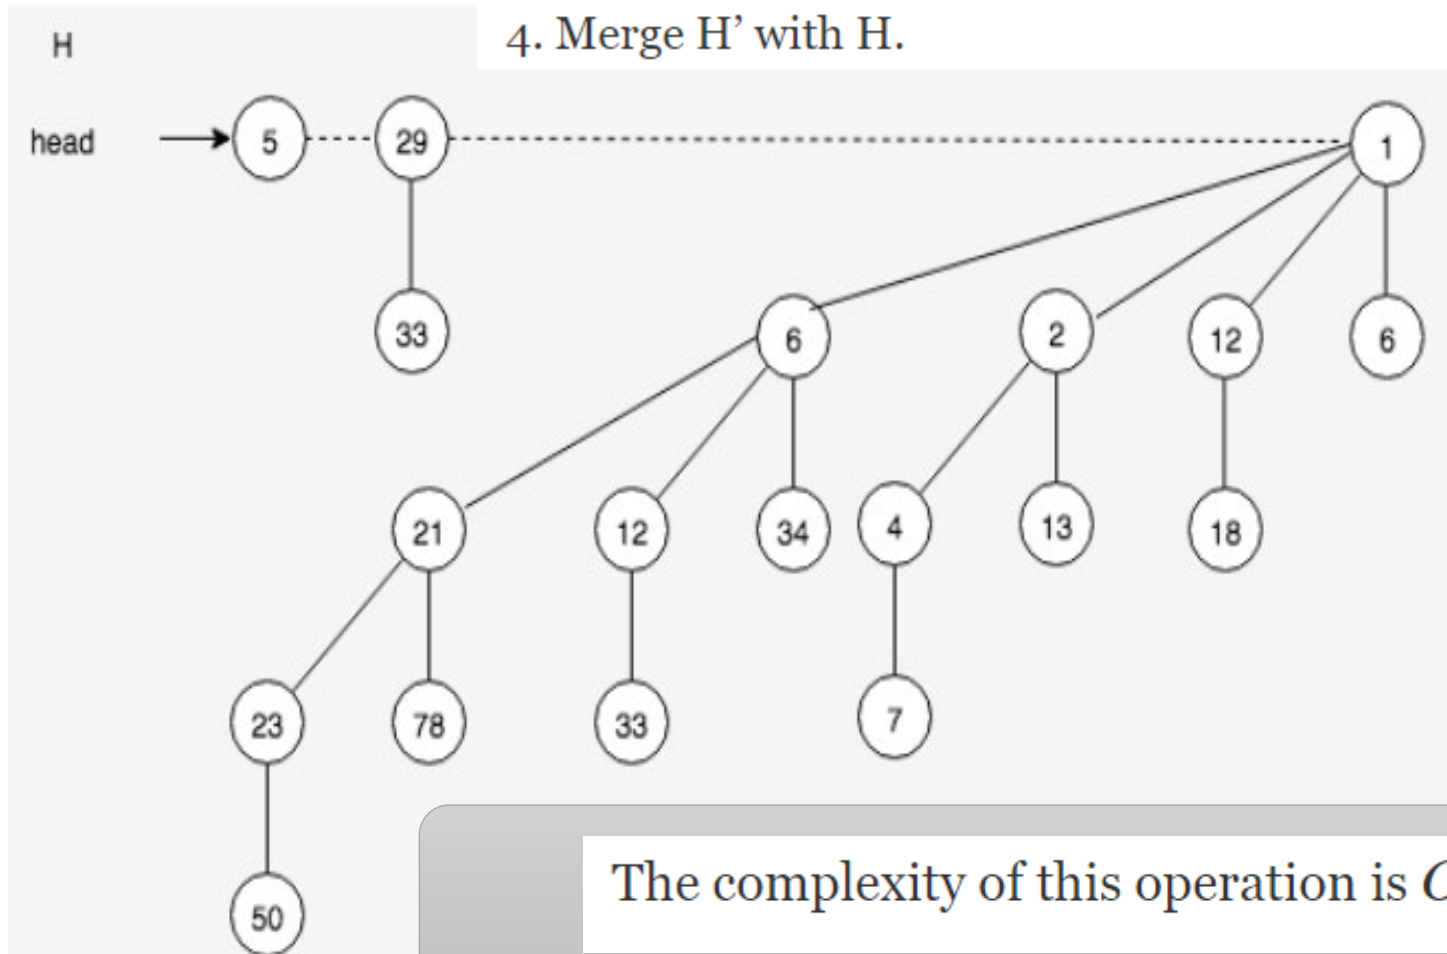 H
4. Merge H’ with H.
head 5 29 1
33 6 2 12 6
21 12 34 4 13 18
23 78 33 7
The complexity of this operation is
50